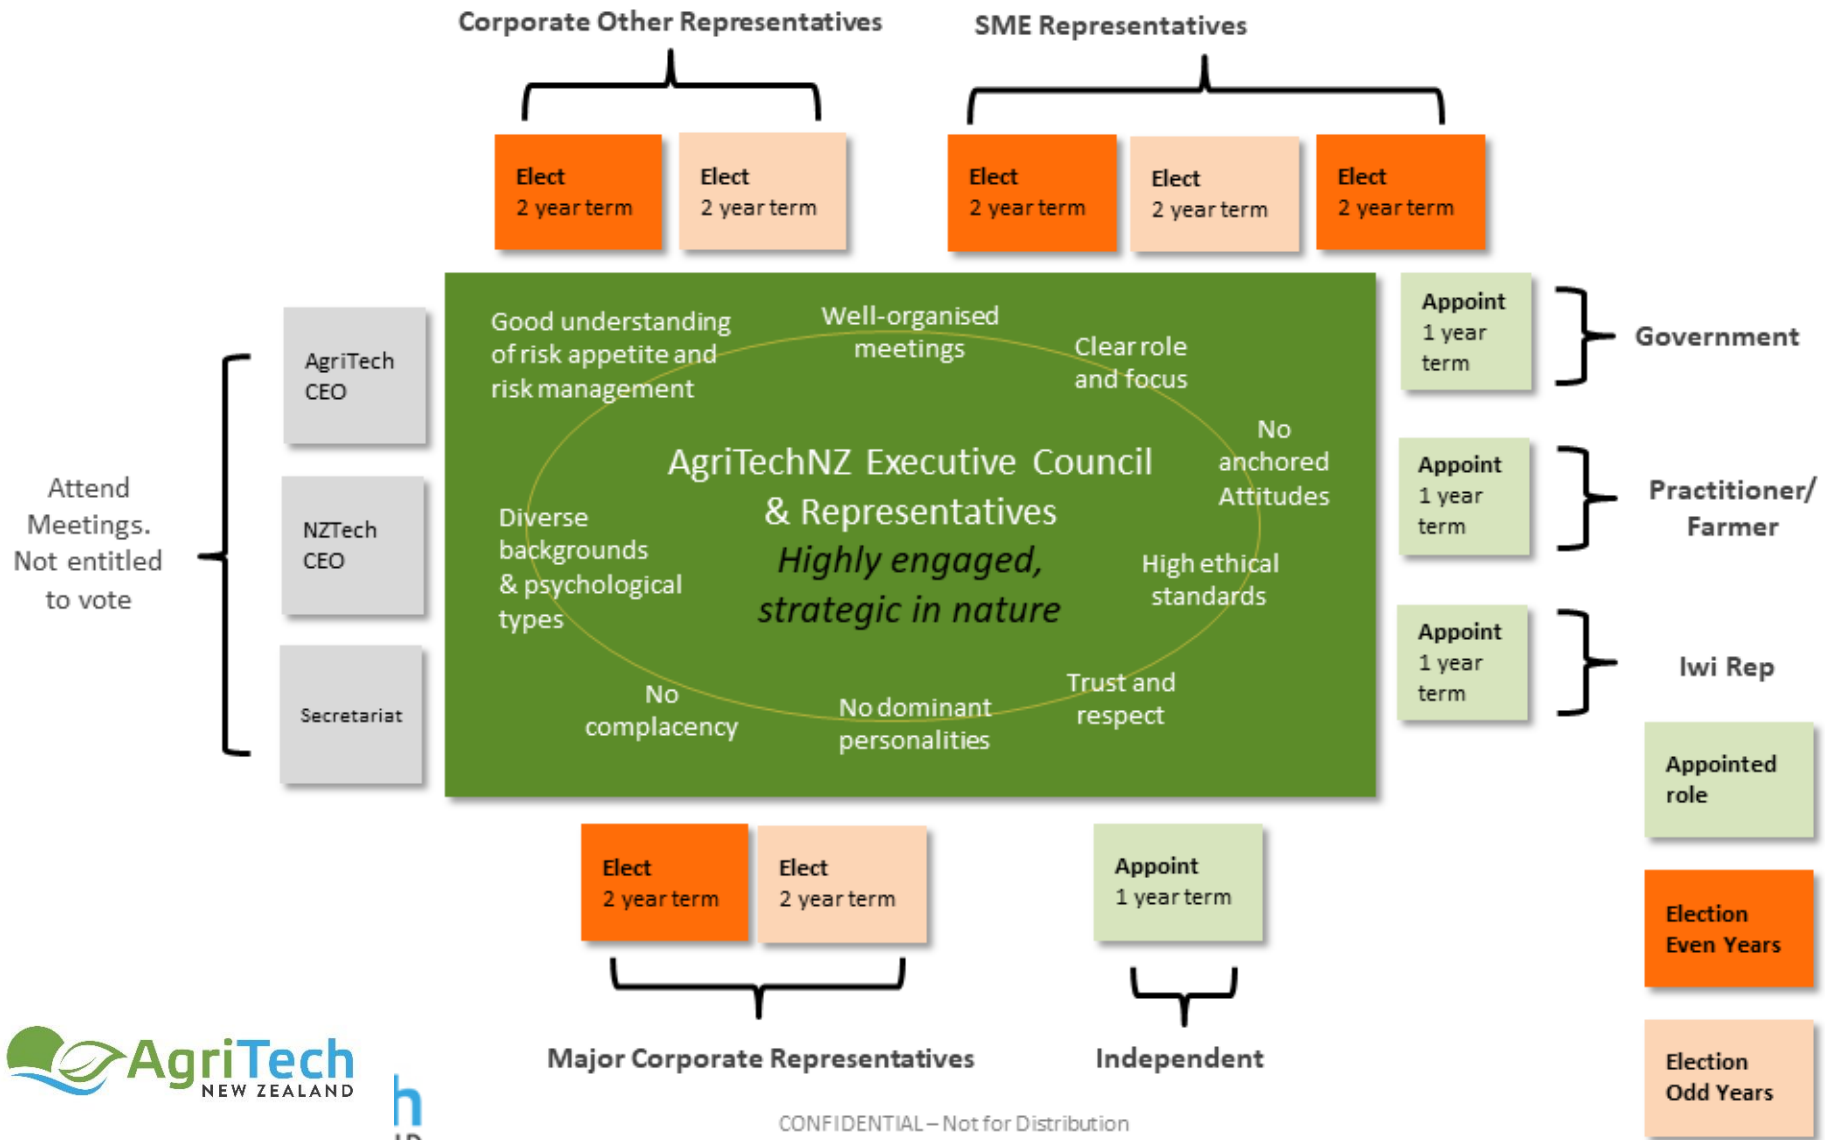 Corporate Other Representatives
SME Representatives
Elect
2 year term
Elect
2 year term
Elect
2 year term
Elect
2 year term
Elect
2 year term
Attend
Meetings.
Not entitled
to vote
AgriTech
CEO
NZTech
CEO
Secretariat
Good understanding
of risk appetite and
risk management
Well-organised
meetings
Clear role
and focus
No
anchored
Attitudes
AgriTechNZ Executive Council
& Representatives
Highly engaged,
strategic in nature
Diverse
backgrounds
& psychological
types
High ethical
standards
No
complacency
No dominant
personalities
Trust and
respect
Appoint
1 year
term
Government
Appoint
1 year
term
Practitioner/
Farmer
Appoint
1 year
term
Iwi Rep
Appointed
role
Election
Even Years
Election
Odd Years
Elect
2 year term
Elect
2 year term
Appoint
1 year term
Major Corporate Representatives
Independent
AgriTech
NEW ZEALAND
h
CONFIDENTIAL – Not for Distribution